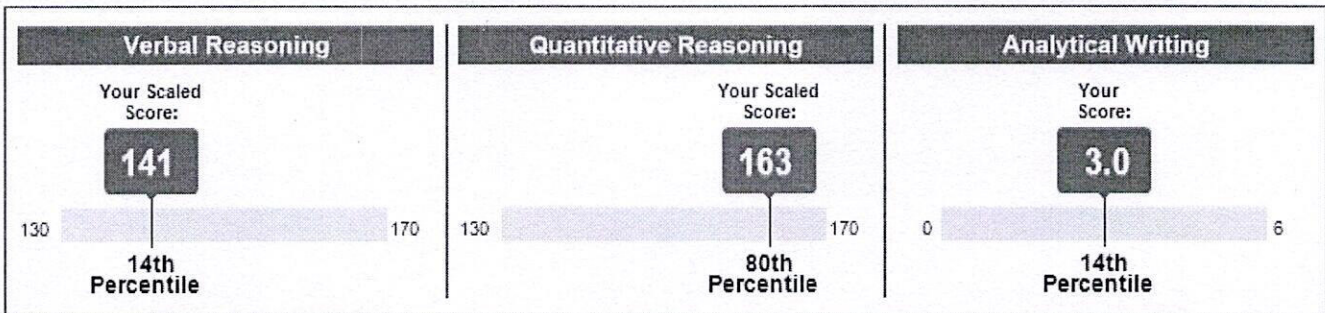 Verbal Reasoning
Your Scaled
Score:
141
130
170
14th
Percentile
Quantitative Reasoning
Your Scaled
Score:
163
130
170
80th
Percentile
Analytical Writing
Your
Score:
3.0
0
6
14th
Percentile